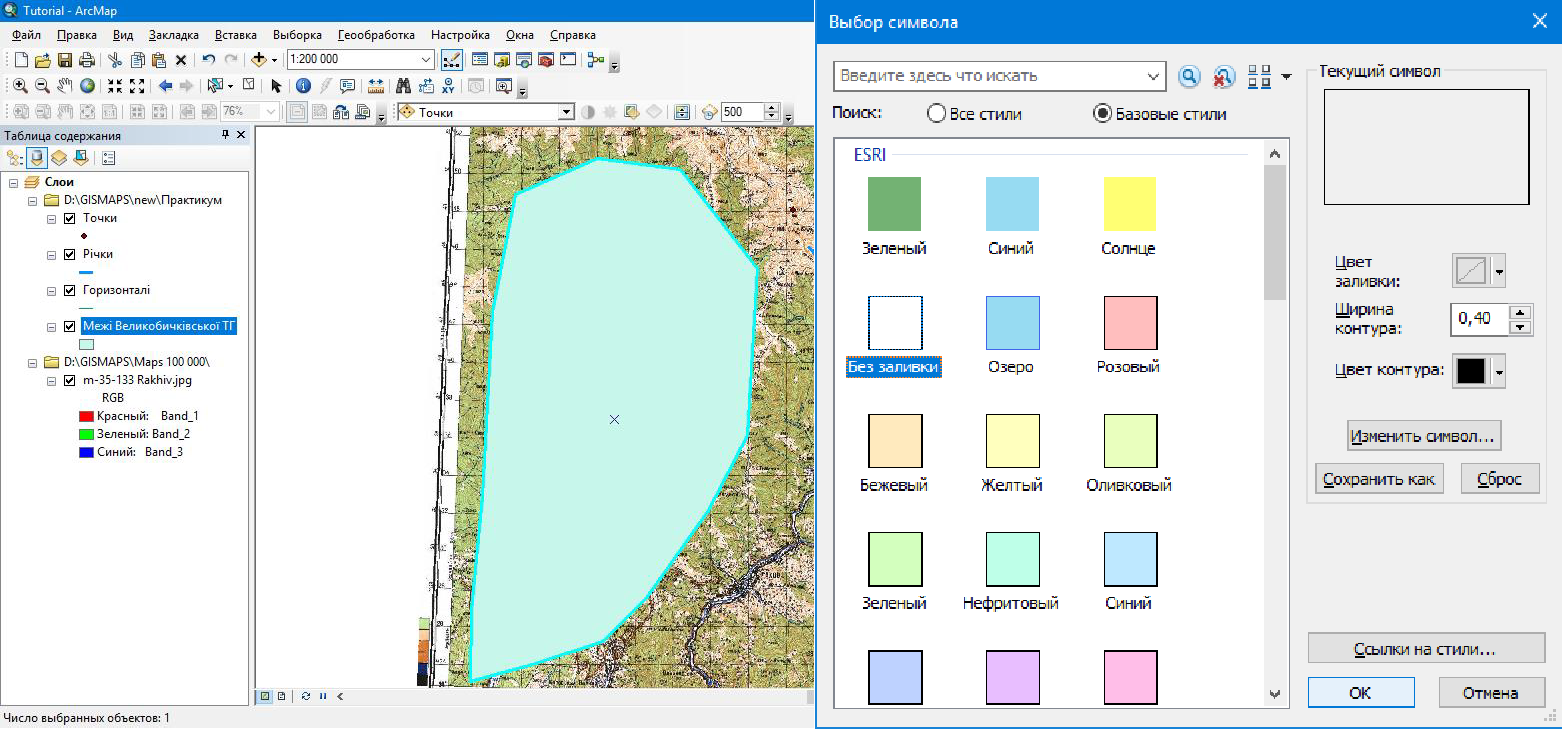 Tutorial - ArcMap
Файл Правка Вид Закладка Вставка Выборка Геообработка Настройка Окна Справка
1:200 000
76%
Точки
500
Таблица содержания
Слои
D:\GISMAPS\new\Практикум
Точки
Річки
Горизонталі
Межі Великобичківської ТГ
D:\GISMAPS\Maps 100 000\
m-35-133 Rakhiv.jpg
RGB
Красный: Band_1
Зеленый: Band_2
Синий: Band_3
Число выбранных объектов: 1
Выбор символа
Введите здесь что искать
Поиск: Все стили Базовые стили
ESRI
Зеленый Синий Солнце
Без заливки Озеро Розовый
Бежевый Желтый Оливковый
Зеленый Нефритовый Синий
Текущий символ
Цвет
заливки:
Ширина
контура:
0,40
Цвет контура:
Изменить символ...
Сохранить как
Сброс
Ссылки на стили...
OK
Отмена